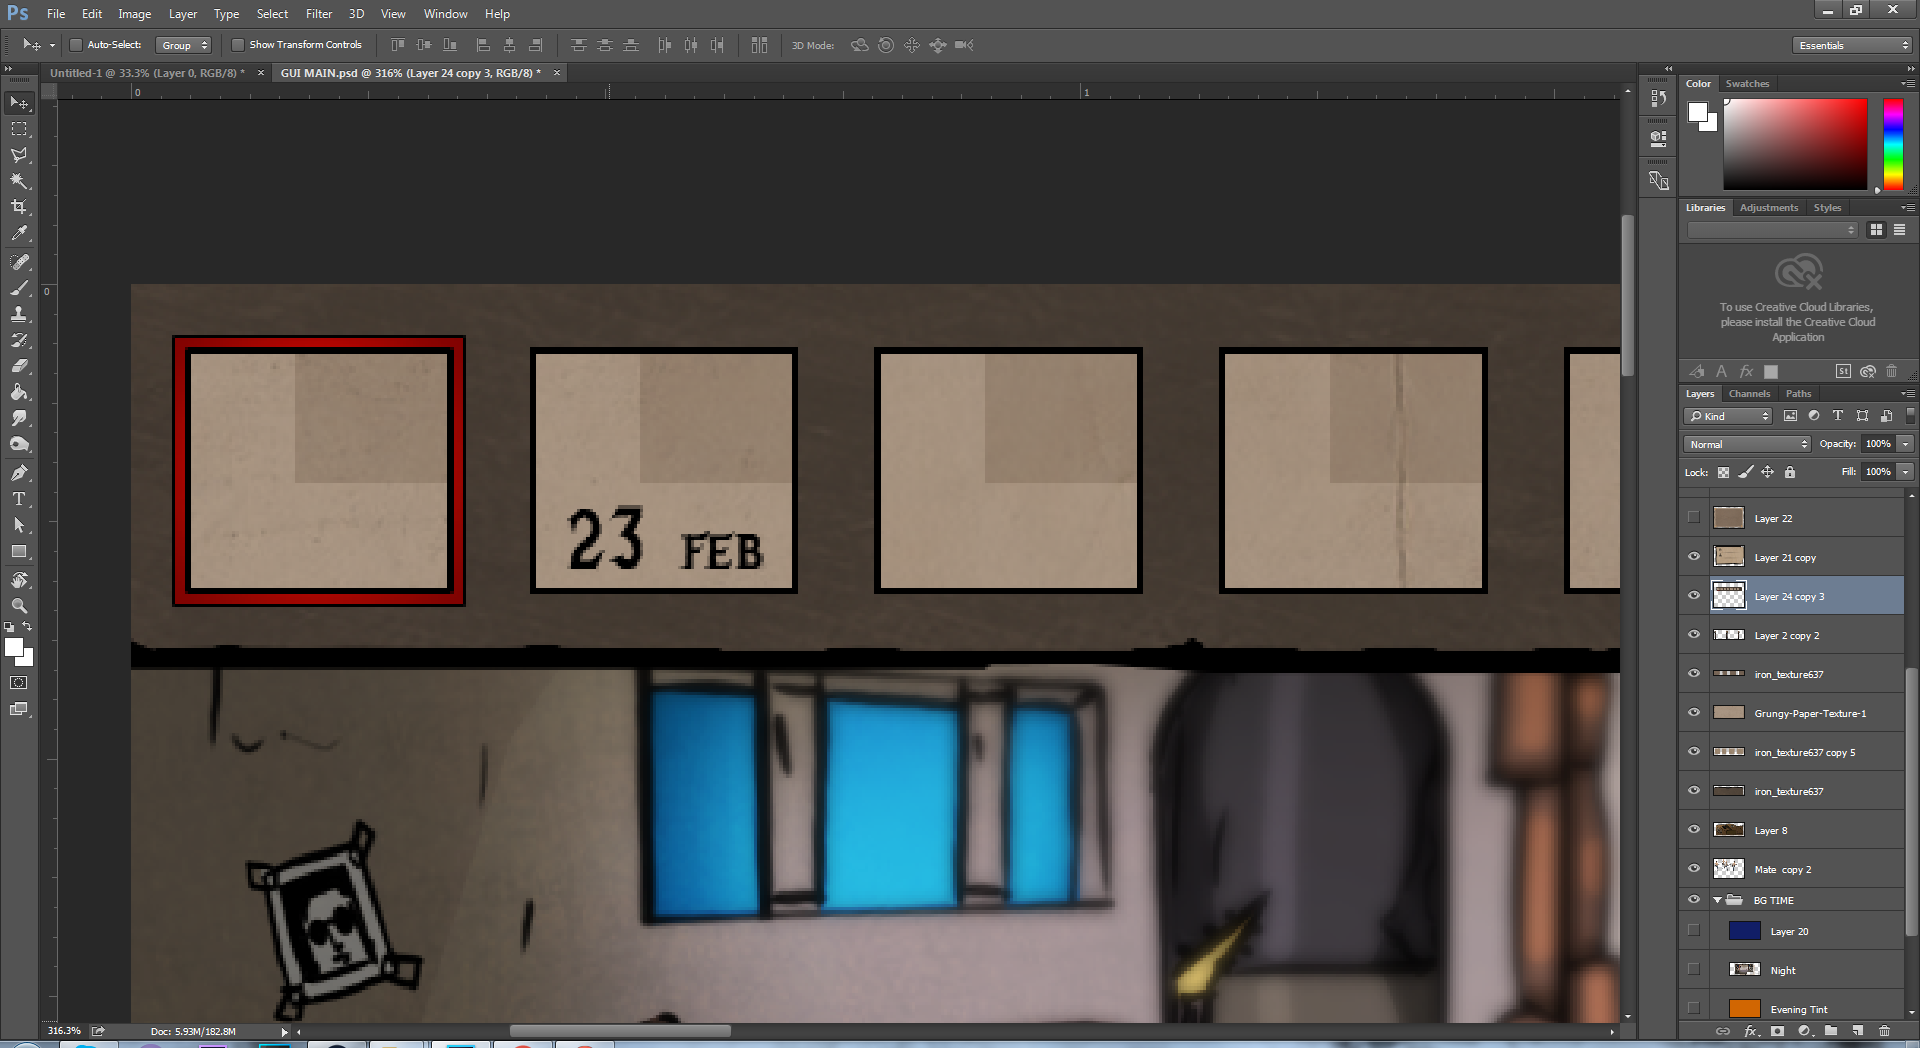 Ps File Edit Image Layer Type Select Filter 3D View Window Help
Auto-Select: Group Show Transform Controls 3D Mode: Essentials
Untitled-1 @ 33.3% (Layer 0, RGB/8) * × GUI MAIN.psd @ 316% (Layer 24 copy 3, RGB/8) * ×
0 1
0
23 FEB
Color Swatches
Libraries Adjustments Styles
To use Creative Cloud Libraries,
please install the Creative Cloud
Application
St
Layers Channels Paths
Kind
Normal Opacity: 100%
Lock: Fill: 100%
Layer 22
Layer 21 copy
Layer 24 copy 3
Layer 2 copy 2
iron_texture637
Grungy-Paper-Texture-1
iron_texture637 copy 5
iron_texture637
Layer 8
Mate copy 2
BG TIME
Layer 20
Night
Evening Tint
316.3% Doc: 5.93M/182.8M